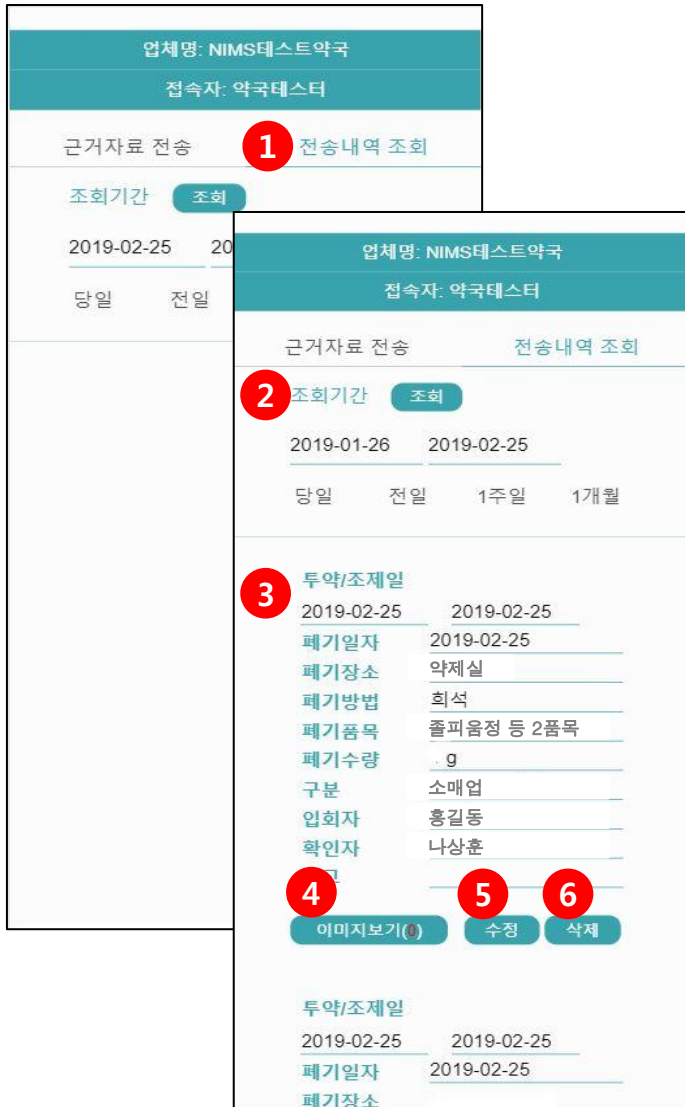 업체명: NIMS테스트약국
접속자: 약국테스터
근거자료 전송 1 전송내역 조회
조회기간 조회
2019-02-25 20
당일 전일
업체명: NIMS테스트약국
접속자: 약국테스터
근거자료 전송 전송내역 조회
2 조회기간 조회
2019-01-26 2019-02-25
당일 전일 1주일 1개월
3 투약/조제일
2019-02-25 2019-02-25
폐기일자 2019-02-25
폐기장소 약제실
폐기방법 희석
폐기품목 졸피움정 등 2품목
폐기수량 . g
구분 소매업
입회자 홍길동
확인자 나상훈
4 5 6
이미지보기(0) 수정 삭제
투약/조제일
2019-02-25 2019-02-25
폐기일자 2019-02-25
폐기장소